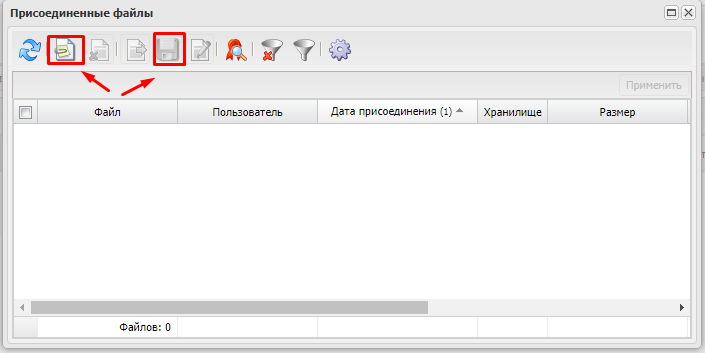 Присоединенные файлы
Применить
Файл Пользователь Дата присоединения (1) Хранилище Размер
Файлов: 0